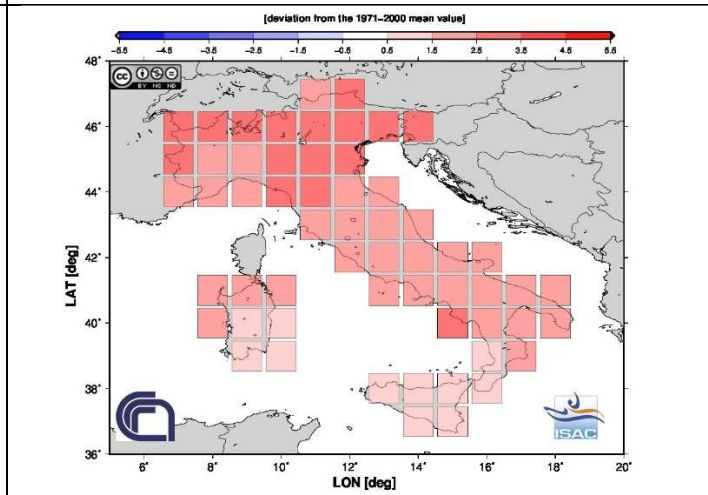 [deviation from the 1971−2000 mean value]
−5.5 −4.5 −3.5 −2.5 −1.5 −0.5 0.5 1.5 2.5 3.5 4.5 5.5
48°
cc BY NC ND
46°
44°
42°
40°
38°
36°
LAT [deg]
ISAC
6° 8° 10° 12° 14° 16° 18° 20°
LON [deg]